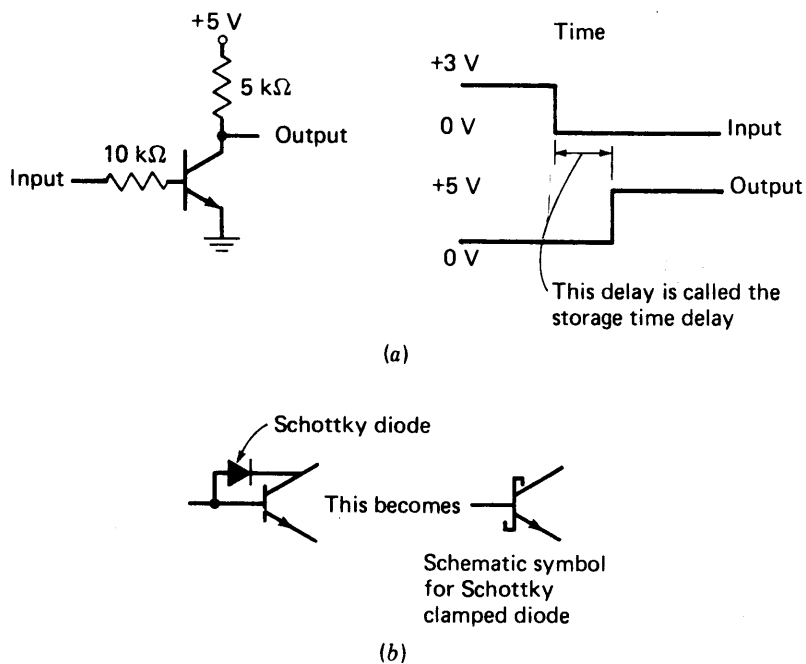 +5 V
5 kΩ
Output
10 kΩ
Input
Time
+3 V
0 V
Input
+5 V
Output
0 V
This delay is called the
storage time delay
(a)
Schottky diode
This becomes
Schematic symbol
for Schottky
clamped diode
(b)